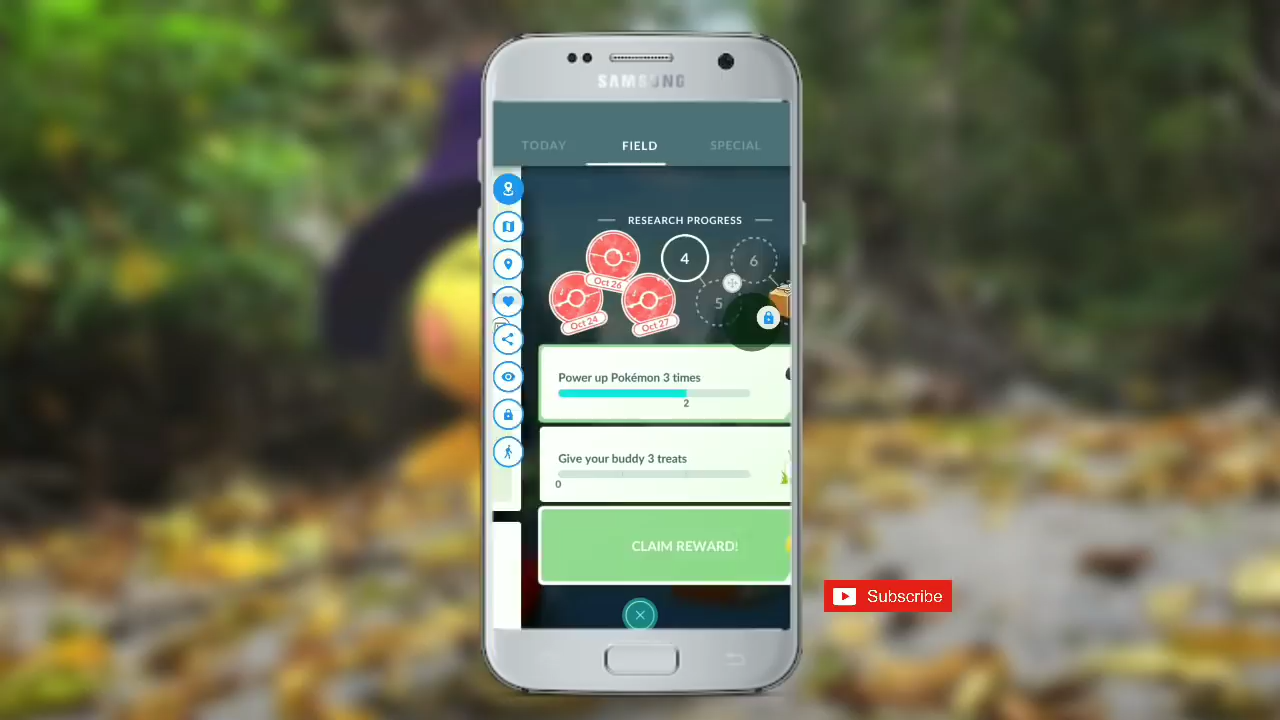 SAMSUNG
TODAY FIELD SPECIAL
RESEARCH PROGRESS
4 6
5
Oct 26
Oct 24 Oct 27
Power up Pokémon 3 times
2
Give your buddy 3 treats
0
CLAIM REWARD!
Subscribe